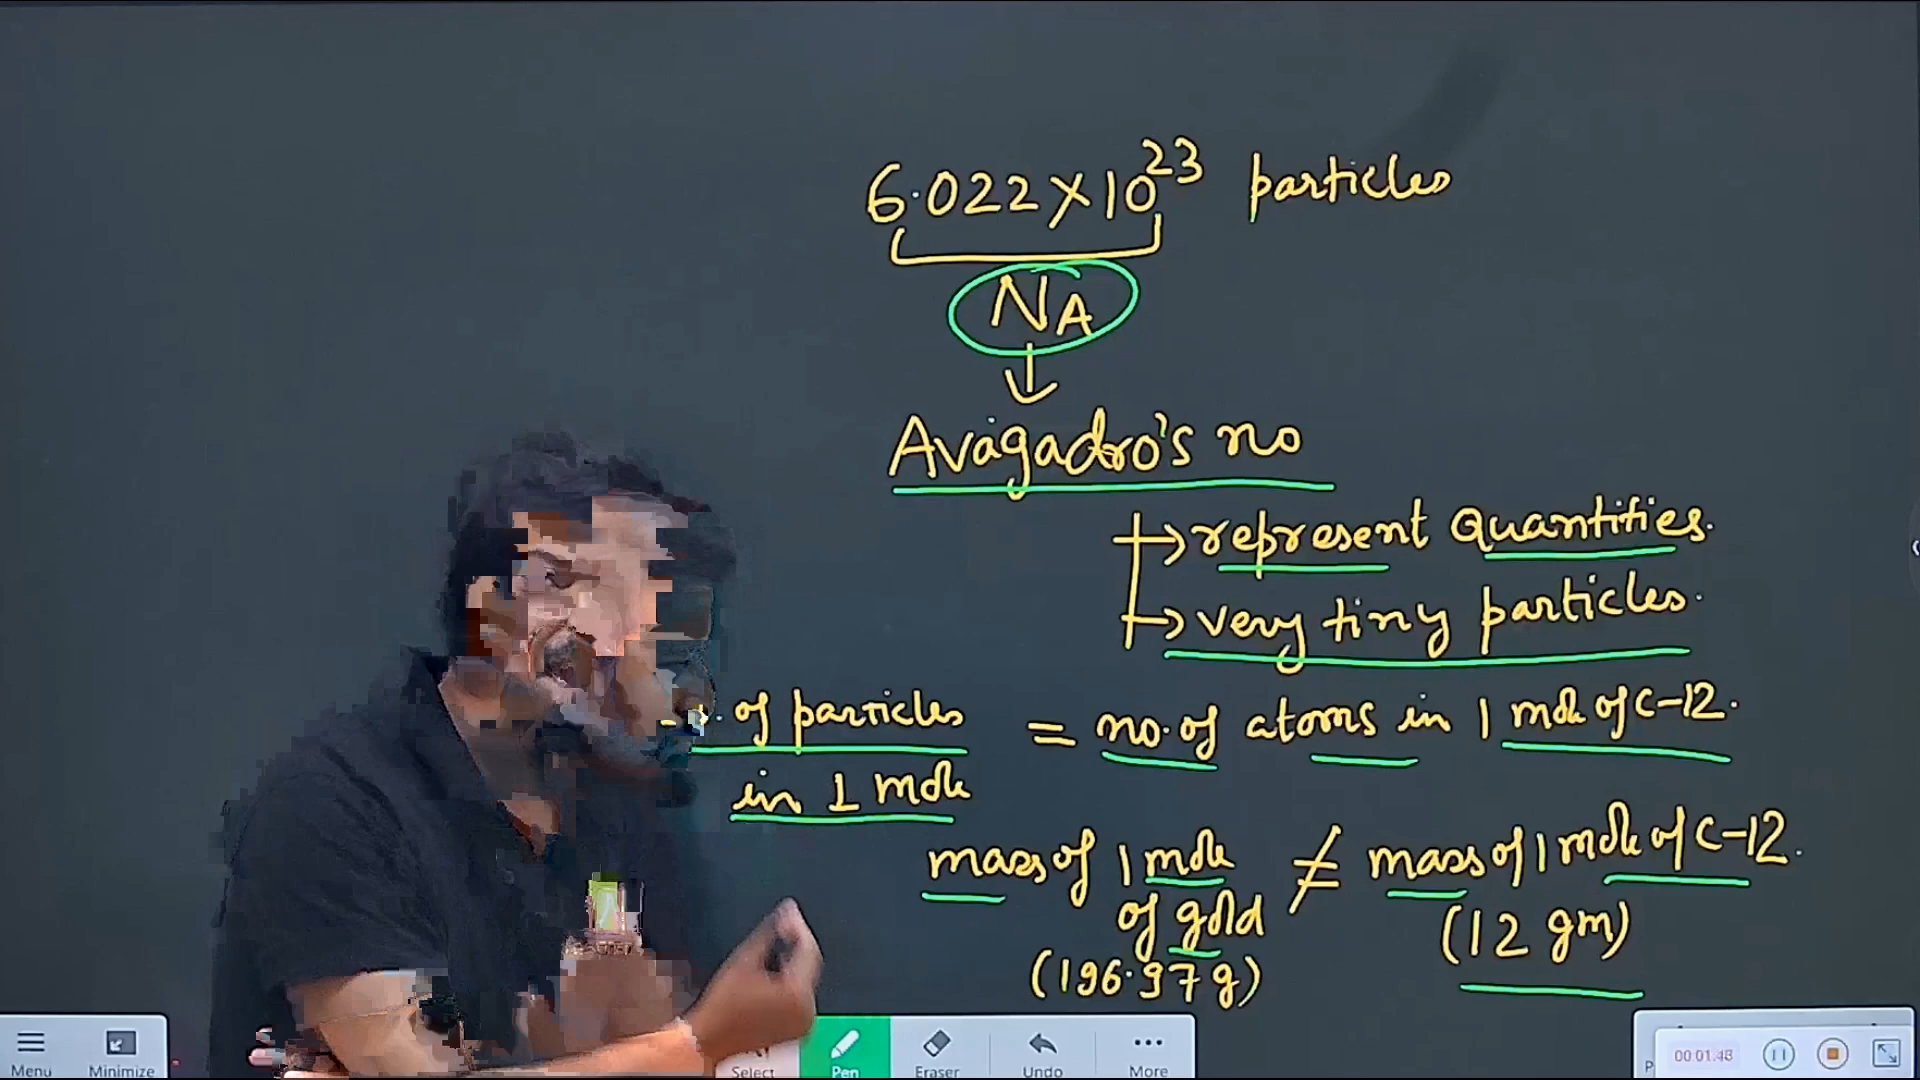 6.022×10²³ particles
NA
Avagadro's no
represent Quantities.
very tiny particles.
of particles = no. of atoms in 1 mole of C-12.
in 1 mole
mass of 1 mole ≠ mass of 1 mole of C-12.
of gold (12 gm)
(196.97g)
Menu Minimize Select Pen Eraser Undo More 00:01:48